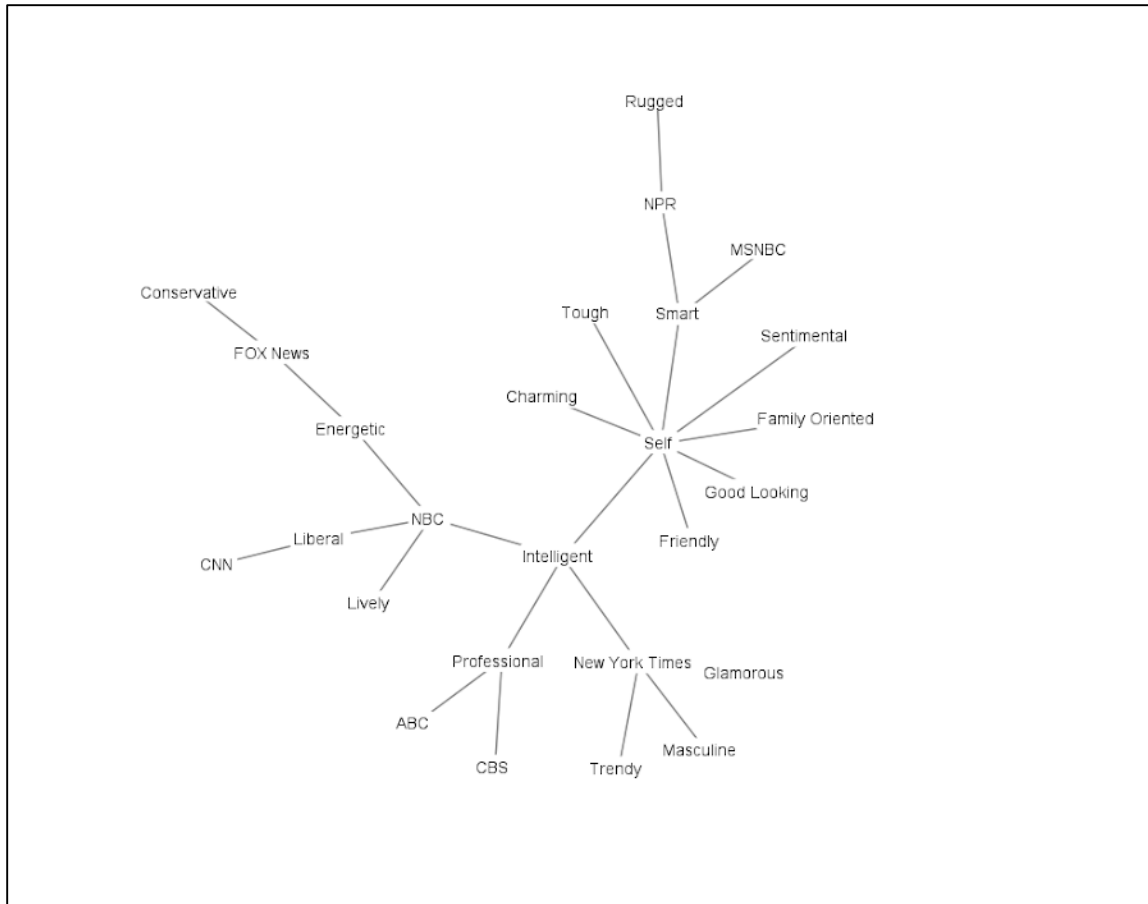 Rugged
NPR
MSNBC
Conservative
Tough
Smart
Sentimental
FOX News
Charming
Family Oriented
Energetic
Self
Good Looking
NBC
Liberal
Friendly
CNN
Intelligent
Lively
Professional
New York Times
Glamorous
ABC
Masculine
CBS
Trendy